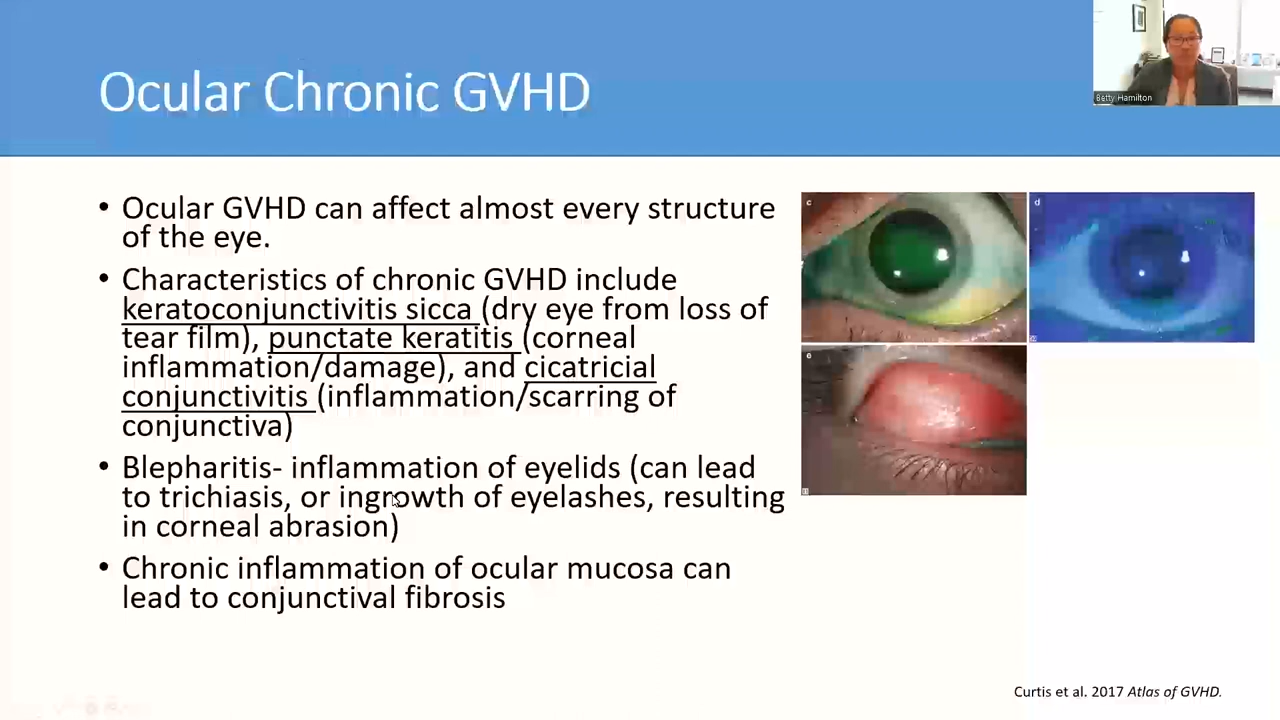 Ocular Chronic GVHD
Betty Hamilton
• Ocular GVHD can affect almost every structure
of the eye.
• Characteristics of chronic GVHD include
keratoconjunctivitis sicca (dry eye from loss of
tear film), punctate keratitis (corneal
inflammation/damage), and cicatricial
conjunctivitis (inflammation/scarring of
conjunctiva)
• Blepharitis- inflammation of eyelids (can lead
to trichiasis, or ingrowth of eyelashes, resulting
in corneal abrasion)
• Chronic inflammation of ocular mucosa can
lead to conjunctival fibrosis
c
d
e
Curtis et al. 2017 Atlas of GVHD.